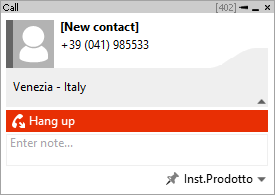 Call [402]
[New contact]
+39 (041) 985533
Venezia - Italy
Hang up
Enter note...
Inst.Prodotto